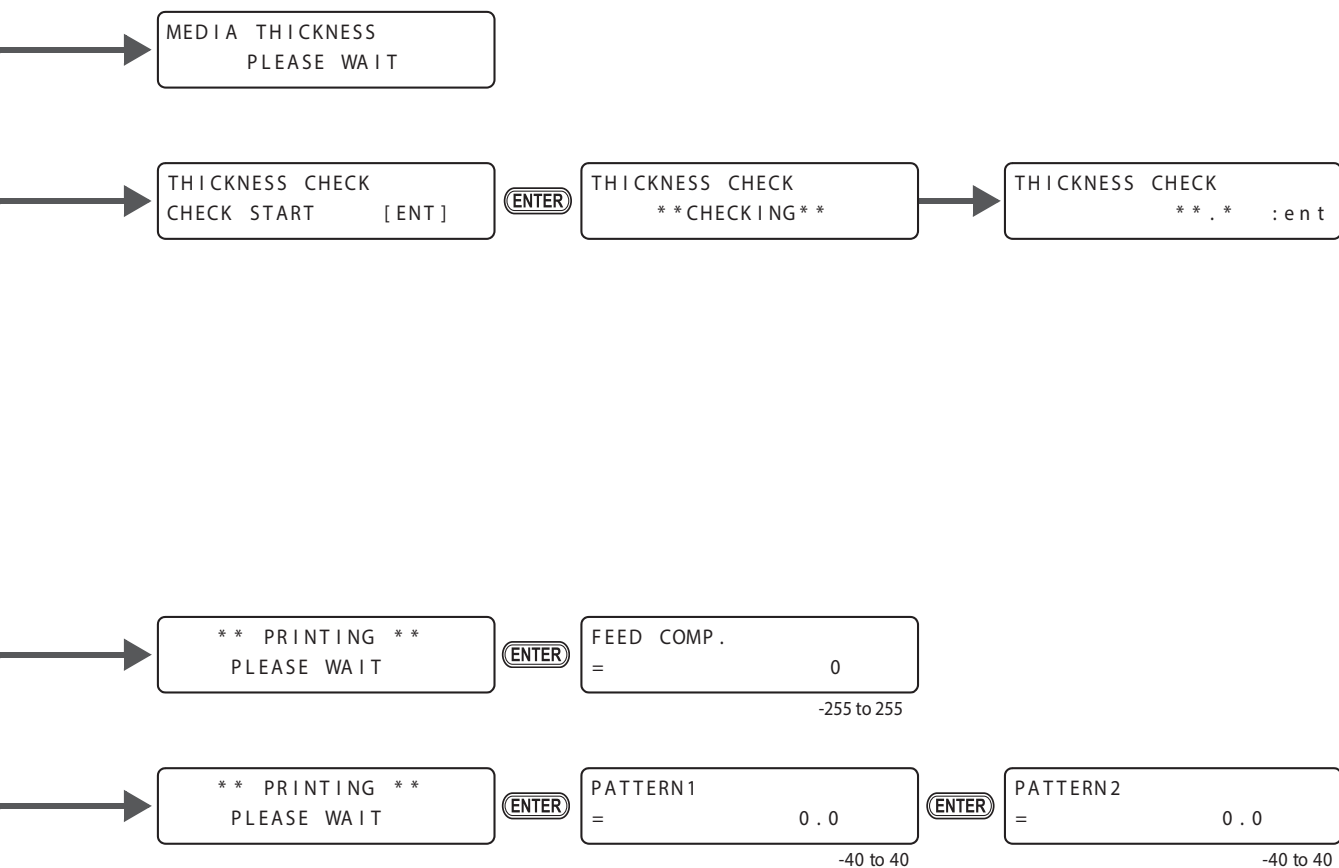 MEDIA THICKNESS
PLEASE WAIT
THICKNESS CHECK
CHECK START [ENT]
ENTER
THICKNESS CHECK
**CHECKING**
THICKNESS CHECK
**.* :ent
** PRINTING **
PLEASE WAIT
ENTER
FEED COMP.
= 0
-255 to 255
** PRINTING **
PLEASE WAIT
ENTER
PATTERN1
= 0.0
-40 to 40
ENTER
PATTERN2
= 0.0
-40 to 40